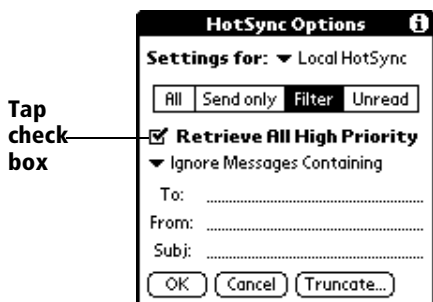 HotSync Options
Settings for: Local HotSync
All Send only Filter Unread
Tap check box
Retrieve All High Priority
Ignore Messages Containing
To:
From:
Subj:
OK Cancel Truncate...